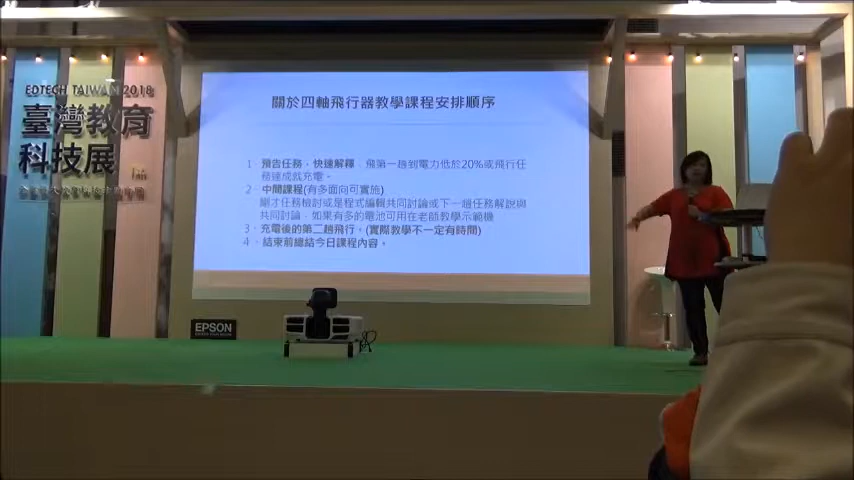 EDTECH TAIWAN 2018
臺灣教育
科技展
關於四軸飛行器教學課程安排順序
1、預告任務，快速解釋，飛第一趟到電力低於20%或飛行任
務達成就充電。
2、中間課程(有多面向可實施)
剛才任務檢討或是程式編輯共同討論或下一趟任務解說與
共同討論，如果有多的電池可用在老師教學示範機
3、充電後的第二趟飛行。(實際教學不一定有時間)
4、結束前總結今日課程內容。
EPSON